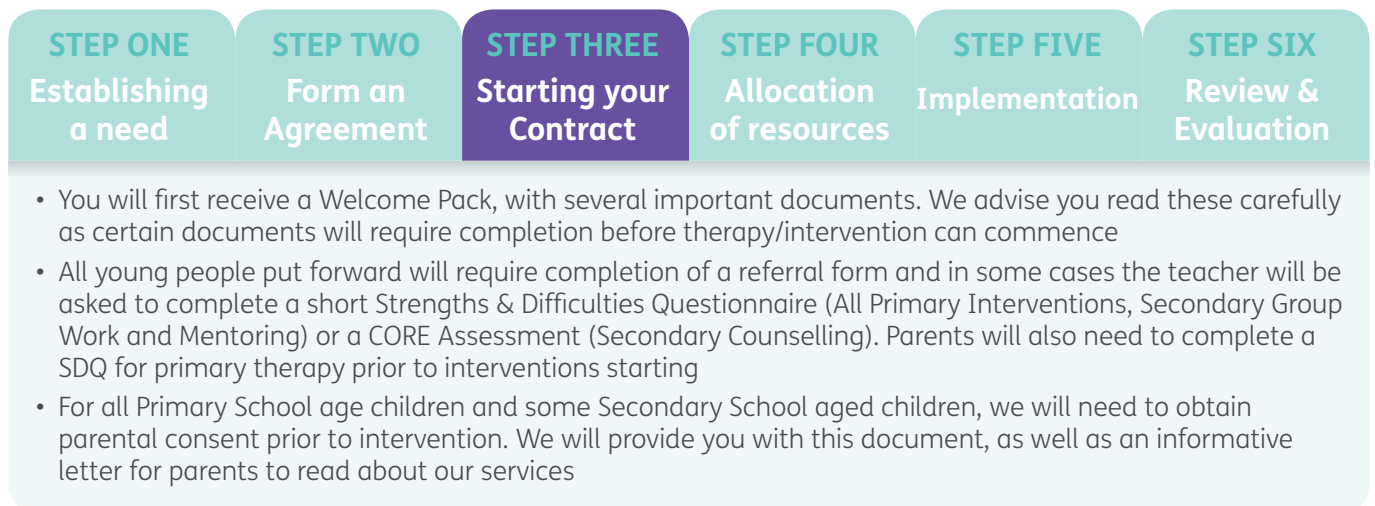 STEP ONE
Establishing
a need
STEP TWO
Form an
Agreement
STEP THREE
Starting your
Contract
STEP FOUR
Allocation
of resources
STEP FIVE
Implementation
STEP SIX
Review &
Evaluation
• You will first receive a Welcome Pack, with several important documents. We advise you read these carefully
as certain documents will require completion before therapy/intervention can commence
• All young people put forward will require completion of a referral form and in some cases the teacher will be
asked to complete a short Strengths & Difficulties Questionnaire (All Primary Interventions, Secondary Group
Work and Mentoring) or a CORE Assessment (Secondary Counselling). Parents will also need to complete a
SDQ for primary therapy prior to interventions starting
• For all Primary School age children and some Secondary School aged children, we will need to obtain
parental consent prior to intervention. We will provide you with this document, as well as an informative
letter for parents to read about our services